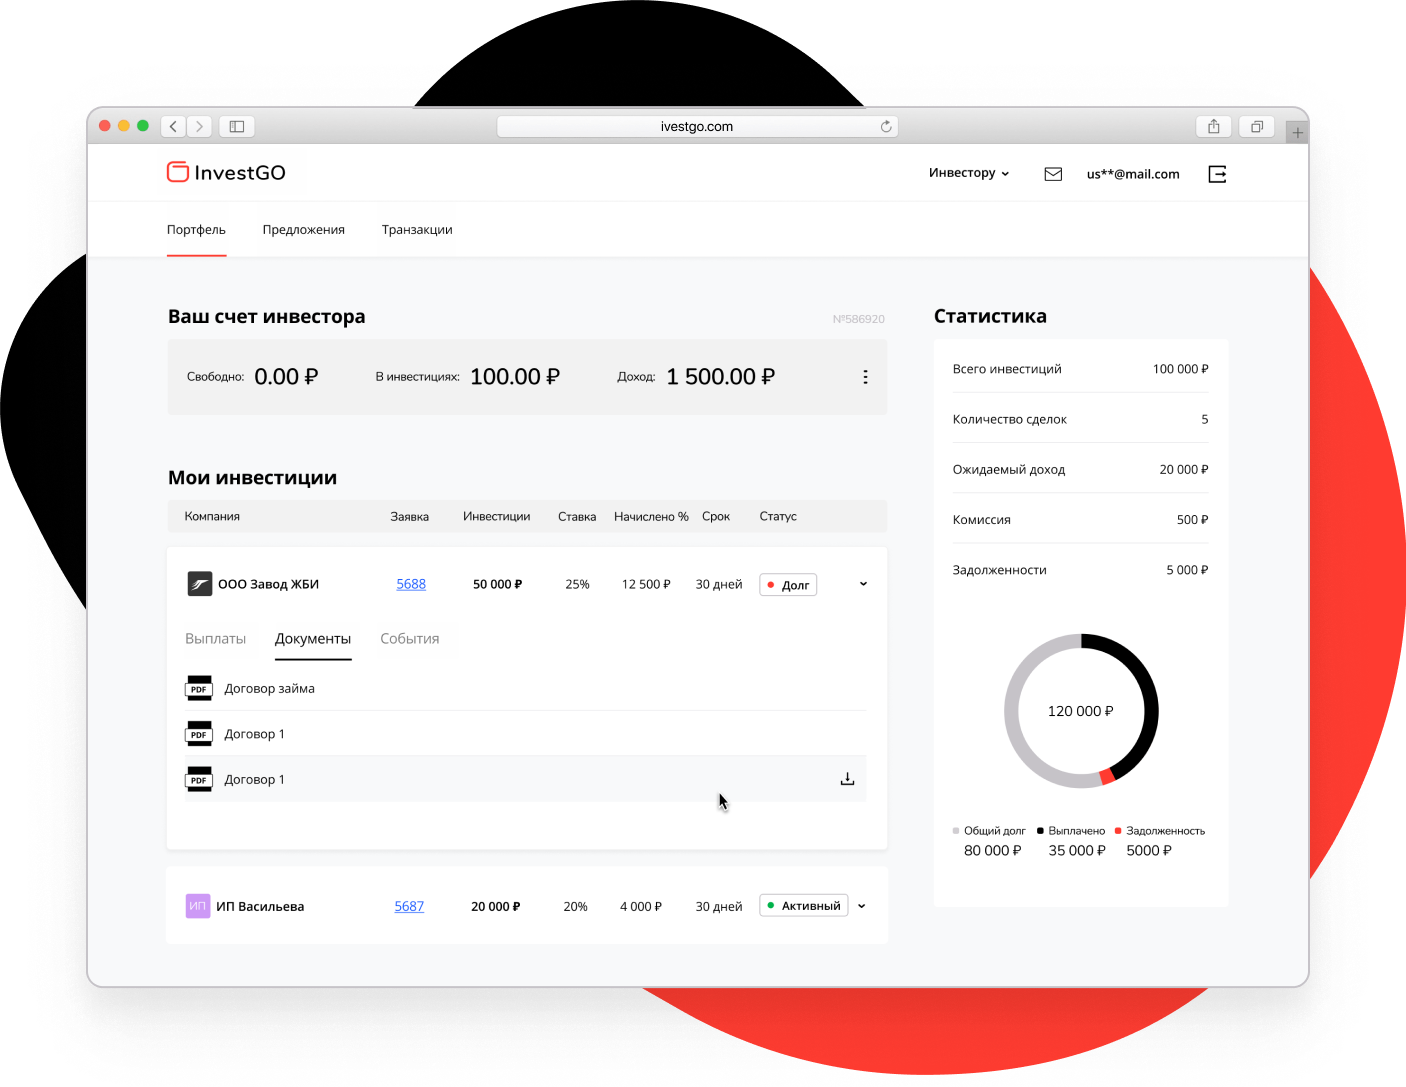 ivestgo.com
InvestGO
Инвестору
us**@mail.com
Портфель Предложения Транзакции
Ваш счет инвестора
№586920
Свободно: 0.00 ₽ В инвестициях: 100.00 ₽ Доход: 1 500.00 ₽
Мои инвестиции
Компания Заявка Инвестиции Ставка Начислено % Срок Статус
ООО Завод ЖБИ 5688 50 000 ₽ 25% 12 500 ₽ 30 дней Долг
Выплаты Документы События
PDF Договор займа
PDF Договор 1
PDF Договор 1
ИП ИП Васильева 5687 20 000 ₽ 20% 4 000 ₽ 30 дней Активный
Статистика
Всего инвестиций 100 000 ₽
Количество сделок 5
Ожидаемый доход 20 000 ₽
Комиссия 500 ₽
Задолженности 5 000 ₽
120 000 ₽
Общий долг Выплачено Задолженность
80 000 ₽ 35 000 ₽ 5000 ₽